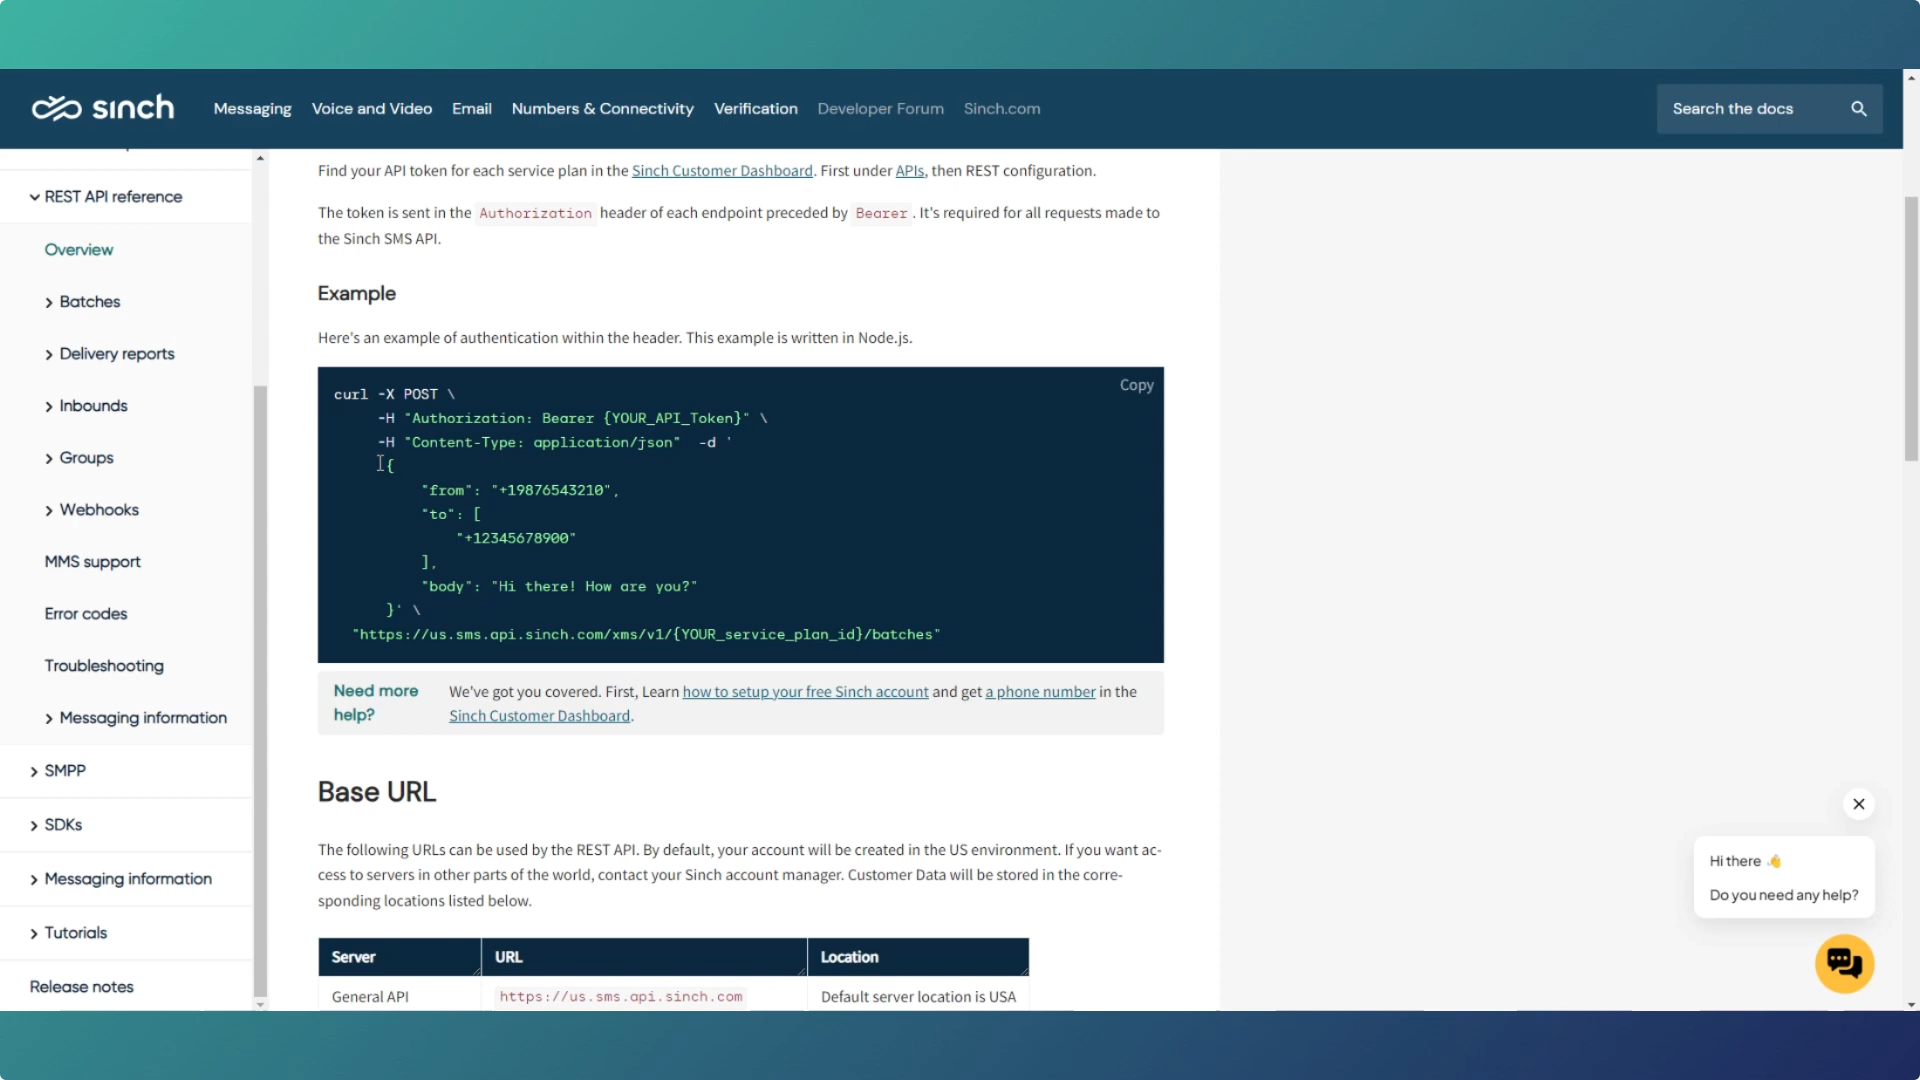 sinch
Messaging Voice and Video Email Numbers & Connectivity Verification Developer Forum Sinch.com
Search the docs
REST API reference
Overview
Batches
Delivery reports
Inbounds
Groups
Webhooks
MMS support
Error codes
Troubleshooting
Messaging information
SMPP
SDKs
Messaging information
Tutorials
Release notes
Find your API token for each service plan in the Sinch Customer Dashboard. First under APIs, then REST configuration.
The token is sent in the Authorization header of each endpoint preceded by Bearer. It's required for all requests made to
the Sinch SMS API.
Example
Here's an example of authentication within the header. This example is written in Node.js.
Copy
curl -X POST \
-H "Authorization: Bearer {YOUR_API_Token}" \
-H "Content-Type: application/json"  -d '
{
"from": "+19876543210",
"to": [
"+12345678900"
],
"body": "Hi there! How are you?"
}' \
"https://us.sms.api.sinch.com/xms/v1/{YOUR_service_plan_id}/batches"
Need more
help?
We've got you covered. First, Learn how to setup your free Sinch account and get a phone number in the
Sinch Customer Dashboard.
Base URL
The following URLs can be used by the REST API. By default, your account will be created in the US environment. If you want ac-
cess to servers in other parts of the world, contact your Sinch account manager. Customer Data will be stored in the corre-
sponding locations listed below.
Server URL Location
General API https://us.sms.api.sinch.com Default server location is USA
Hi there 👋
Do you need any help?